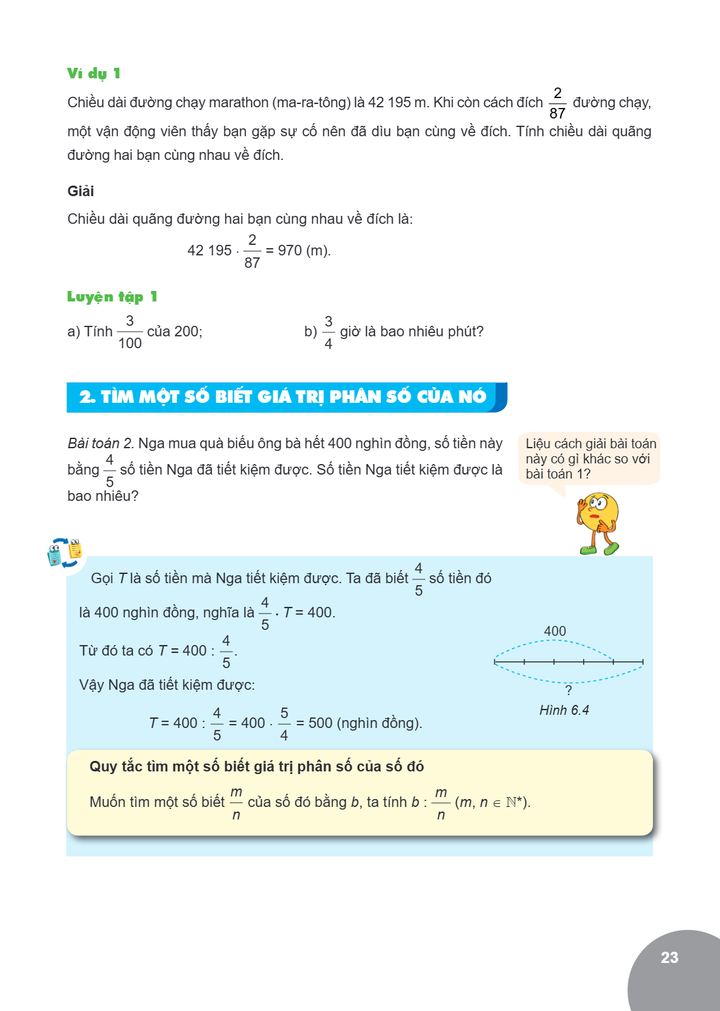 Ví dụ 1
Chiều dài đường chạy marathon (ma-ra-tông) là 42 195 m. Khi còn cách đích 2/87 đường chạy,
một vận động viên thấy bạn gặp sự cố nên đã dìu bạn cùng về đích. Tính chiều dài quãng
đường hai bạn cùng nhau về đích.
Giải
Chiều dài quãng đường hai bạn cùng nhau về đích là:
42 195 · 2/87 = 970 (m).
Luyện tập 1
a) Tính 3/100 của 200; b) 3/4 giờ là bao nhiêu phút?
2. TÌM MỘT SỐ BIẾT GIÁ TRỊ PHÂN SỐ CỦA NÓ
Bài toán 2. Nga mua quà biếu ông bà hết 400 nghìn đồng, số tiền này
bằng 4/5 số tiền Nga đã tiết kiệm được. Số tiền Nga tiết kiệm được là
bao nhiêu?
Liệu cách giải bài toán
này có gì khác so với
bài toán 1?
Gọi T là số tiền mà Nga tiết kiệm được. Ta đã biết 4/5 số tiền đó
là 400 nghìn đồng, nghĩa là 4/5 · T = 400.
Từ đó ta có T = 400 : 4/5.
Vậy Nga đã tiết kiệm được:
T = 400 : 4/5 = 400 · 5/4 = 500 (nghìn đồng).
400
?
Hình 6.4
Quy tắc tìm một số biết giá trị phân số của số đó
Muốn tìm một số biết m/n của số đó bằng b, ta tính b : m/n (m, n ∈ ℕ*).
23